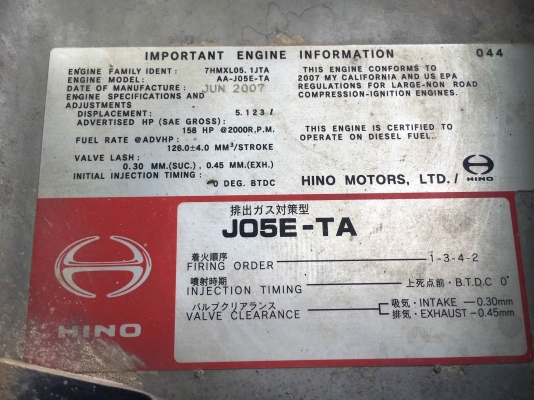 IMPORTANT ENGINE INFORMATION 044
ENGINE FAMILY IDENT: 7HMXL05.1JTA
ENGINE MODEL: AA-J05E-TA
DATE OF MANUFACTURE: JUN 2007
ENGINE SPECIFICATIONS AND
ADJUSTMENTS
DISPLACEMENT: 5.123 l
ADVERTISED HP (SAE GROSS):
158 HP @2000R.P.M.
FUEL RATE @ADVHP:
126.0±4.0 MM³/STROKE
VALVE LASH:
0.30 MM.(SUC.), 0.45 MM.(EXH.)
INITIAL INJECTION TIMING:
0 DEG. BTDC
THIS ENGINE CONFORMS TO
2007 MY CALIFORNIA AND US EPA
REGULATIONS FOR LARGE-NON ROAD
COMPRESSION-IGNITION ENGINES.
THIS ENGINE IS CERTIFIED TO
OPERATE ON DIESEL FUEL.
HINO MOTORS, LTD./ HINO
HINO
排出ガス対策型
J05E-TA
着火順序
FIRING ORDER 1-3-4-2
噴射時期
INJECTION TIMING 上死点前・B.T.D.C 0°
バルブクリアランス
VALVE CLEARANCE
吸気・INTAKE 0.30mm
排気・EXHAUST 0.45mm